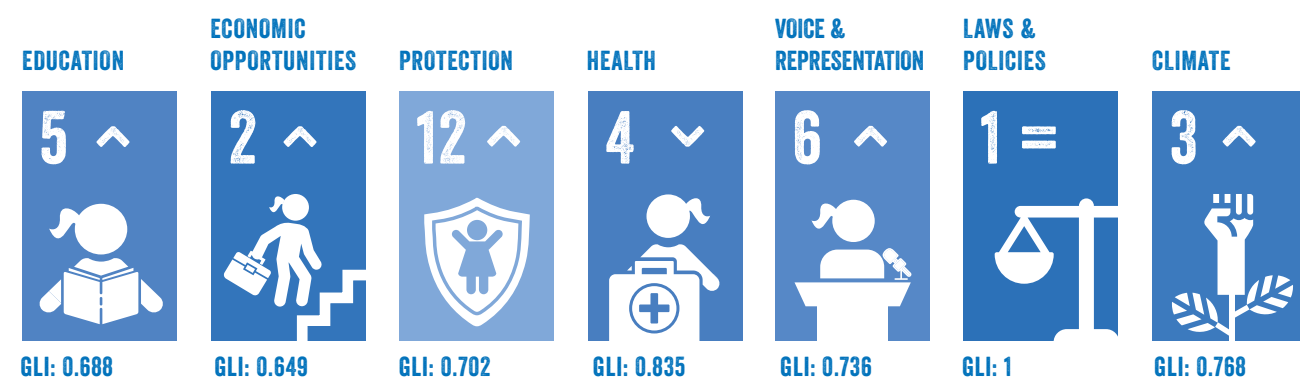 EDUCATION
ECONOMIC
OPPORTUNITIES
PROTECTION
HEALTH
VOICE &
REPRESENTATION
LAWS &
POLICIES
CLIMATE
5
2
12
4
6
1 =
3
GLI: 0.688
GLI: 0.649
GLI: 0.702
GLI: 0.835
GLI: 0.736
GLI: 1
GLI: 0.768